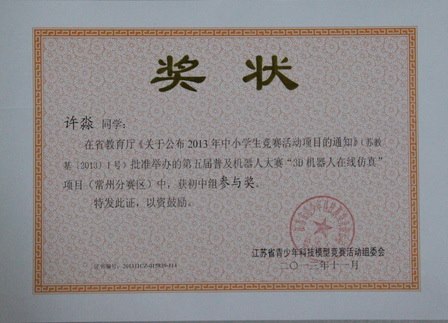 奖状
许淼 同学：
在省教育厅《关于公布2013年中小学生竞赛活动项目的通知》（苏教
基〔2013〕1号）批准举办的第五届普及机器人大赛“3D机器人在线仿真”
项目（常州分赛区）中，获初中组参与奖。
特发此证，以资鼓励。
江苏省青少年科技模型竞赛活动组委会
二〇一三年十一月
证书编号：